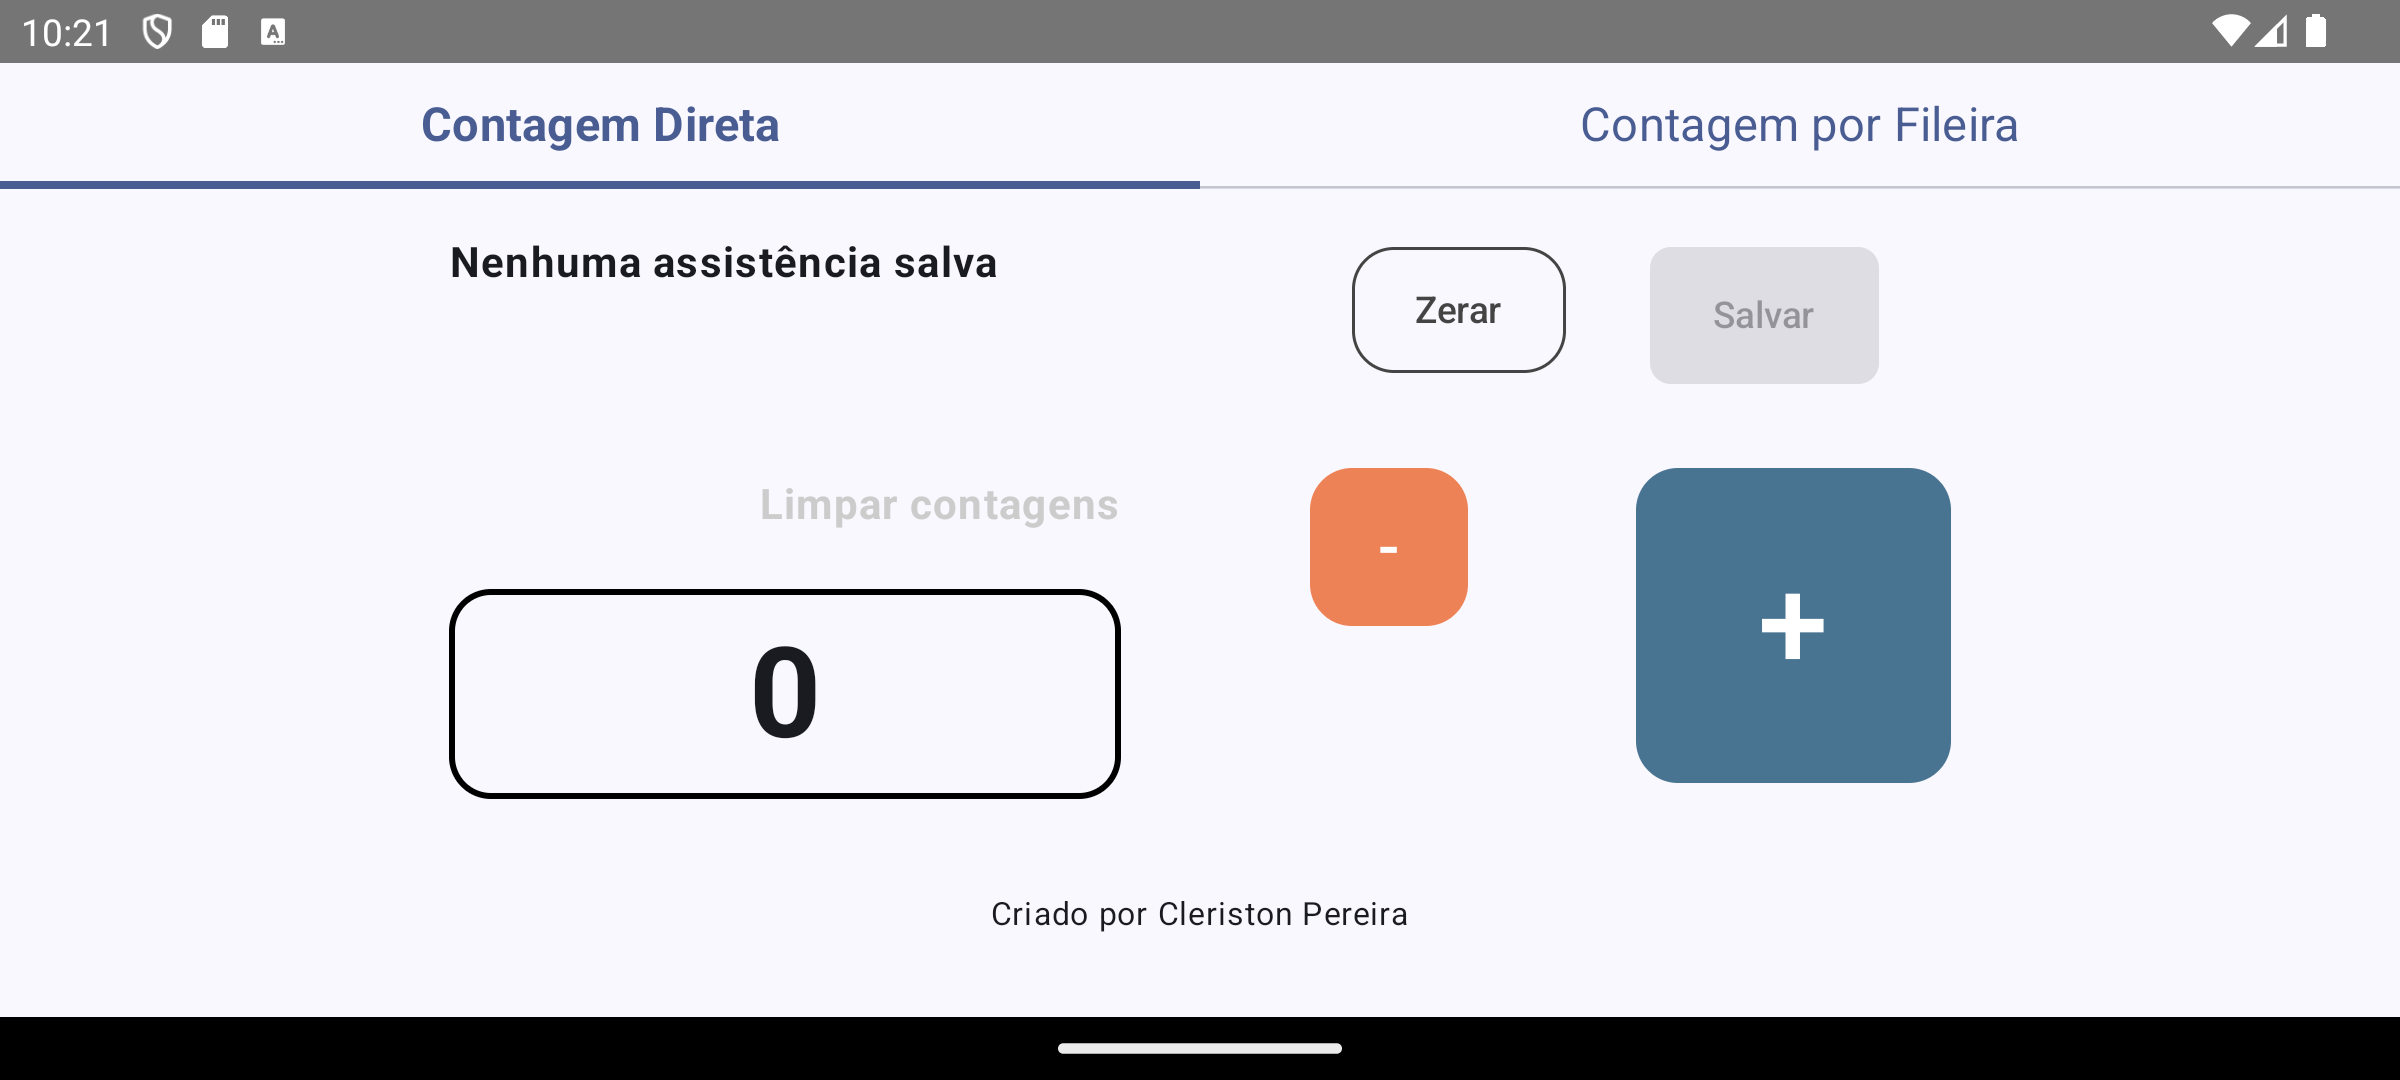 10:21
Contagem Direta
Contagem por Fileira
Nenhuma assistência salva
Zerar
Salvar
Limpar contagens
-
+
0
Criado por Cleriston Pereira